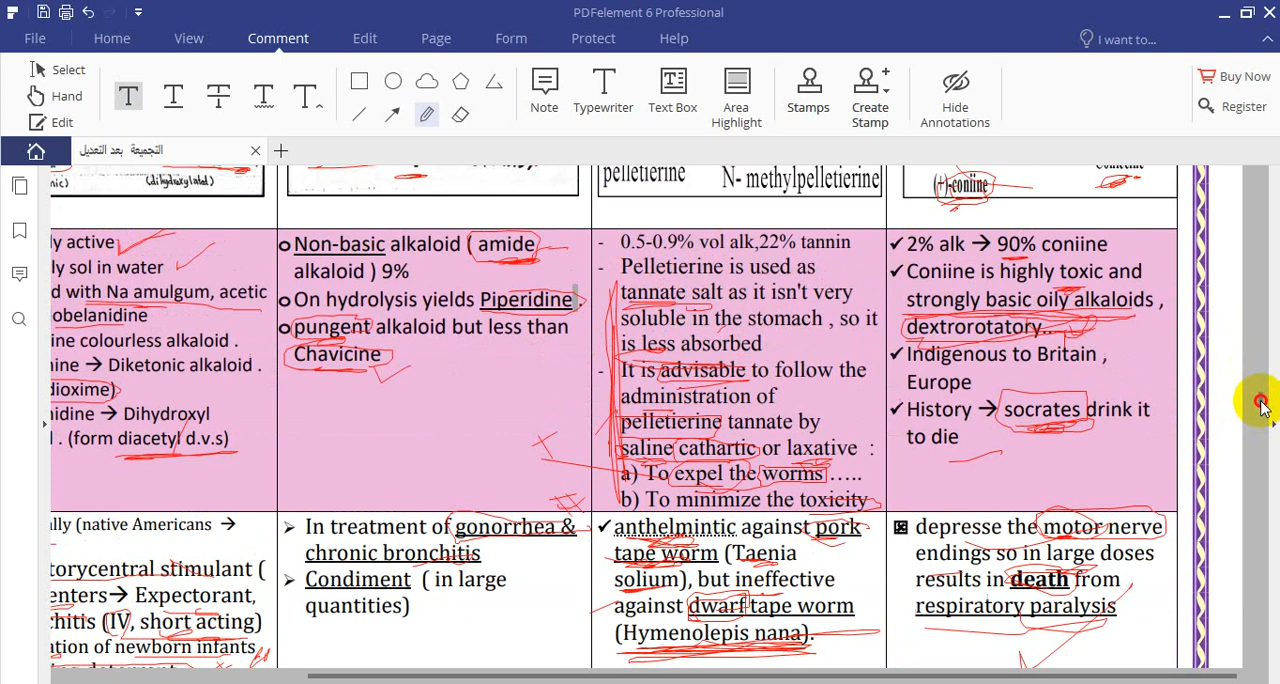 PDFelement 6 Professional
File
Home
View
Comment
Edit
Page
Form
Protect
Help
I want to...
Select
Hand
Edit
Note
Typewriter
Text Box
Area
Highlight
Stamps
Create
Stamp
Hide
Annotations
Buy Now
Register
التجميعة بعد التعديل
nic)
(dihydroxylated)
pelletierine
N- methylpelletierine
(+)-coniine
ly active
ly sol in water
d with Na amulgum, acetic
obelanidine
ine colourless alkaloid .
nine → Diketonic alkaloid .
dioxime)
nidine → Dihydroxyl
. (form diacetyl d.v.s)
Non-basic alkaloid ( amide
alkaloid ) 9%
On hydrolysis yields Piperidine
pungent alkaloid but less than
Chavicine
- 0.5-0.9% vol alk,22% tannin
- Pelletierine is used as
tannate salt as it isn't very
soluble in the stomach , so it
is less absorbed
- It is advisable to follow the
administration of
pelletierine tannate by
saline cathartic or laxative :
a) To expel the worms …..
b) To minimize the toxicity
✓ 2% alk → 90% coniine
✓ Coniine is highly toxic and
strongly basic oily alkaloids ,
dextrorotatory....
✓ Indigenous to Britain ,
Europe
✓ History → socrates drink it
to die
ally (native Americans →
torycentral stimulant (
enters→ Expectorant,
chitis (IV, short acting)
ation of newborn infants
➢ In treatment of gonorrhea &
chronic bronchitis
➢ Condiment ( in large
quantities)
✓ anthelmintic against pork
tape worm (Taenia
solium), but ineffective
against dwarf tape worm
(Hymenolepis nana).
depresse the motor nerve
endings so in large doses
results in death from
respiratory paralysis